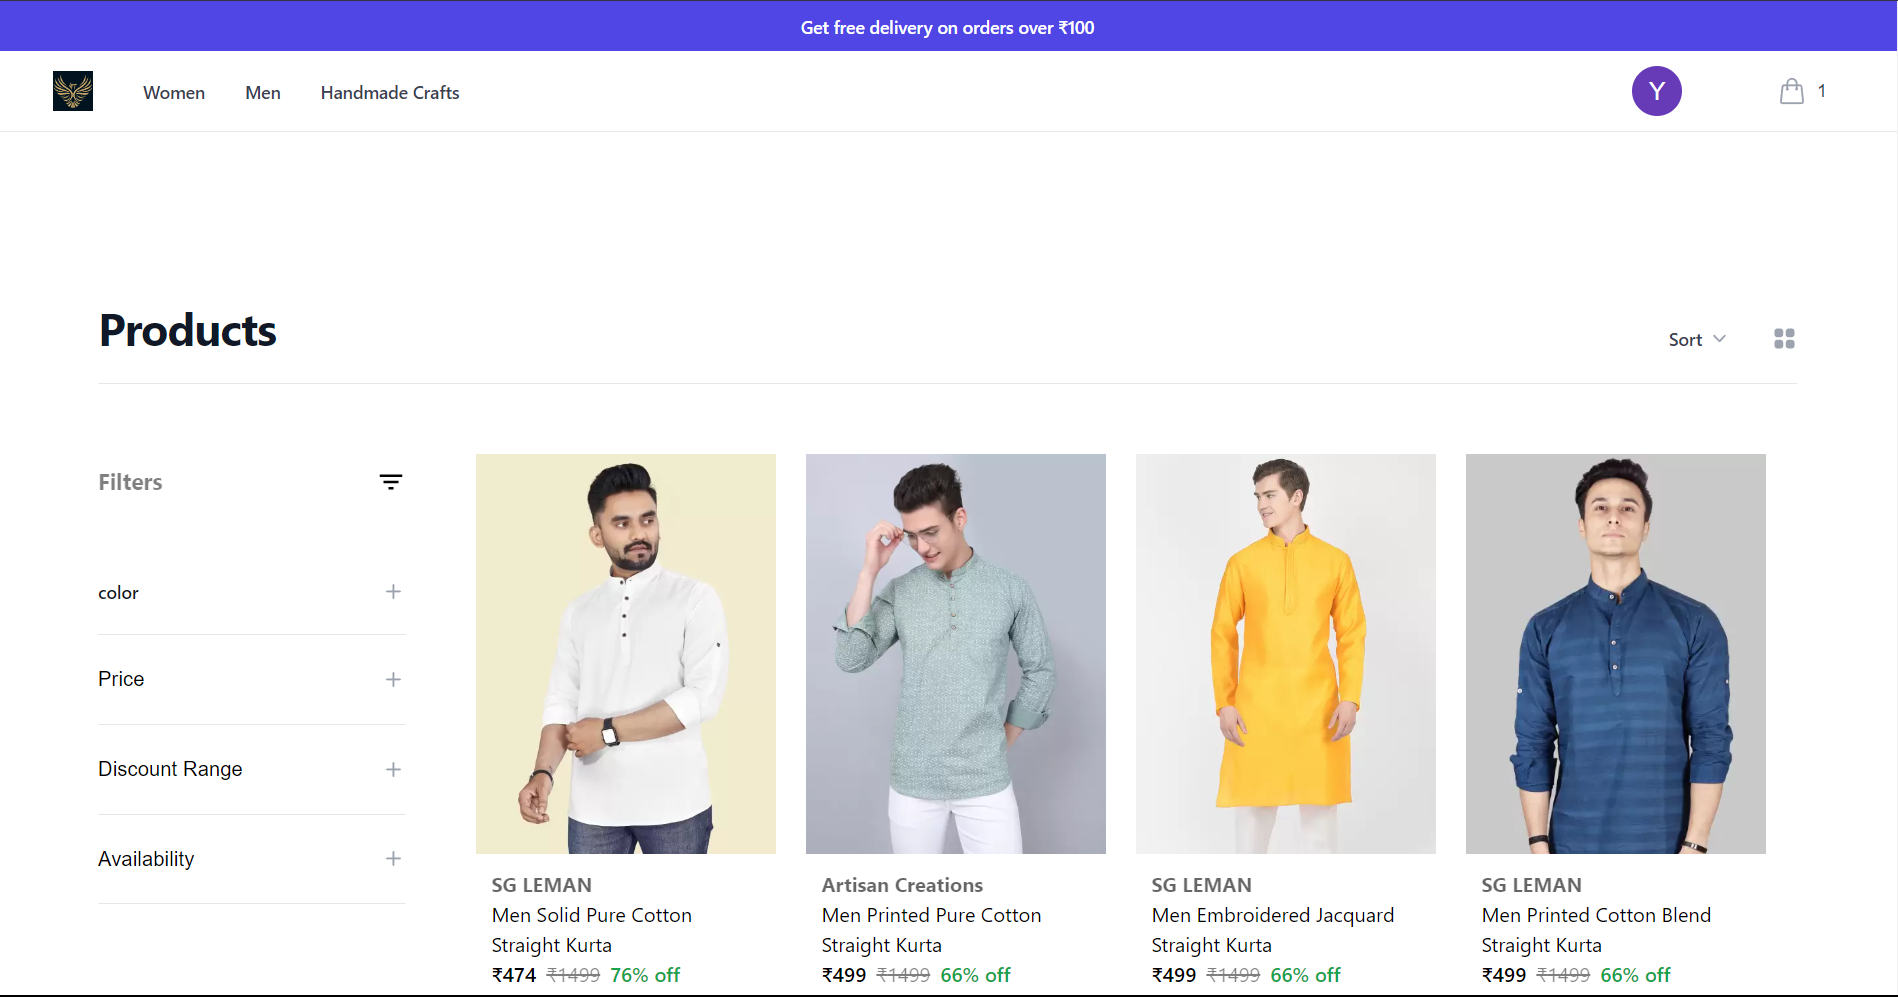 Get free delivery on orders over ₹100
Women Men Handmade Crafts Y 1
Products
Sort
Filters
color
Price
Discount Range
Availability
SG LEMAN
Men Solid Pure Cotton
Straight Kurta
₹474 ₹1499 76% off
Artisan Creations
Men Printed Pure Cotton
Straight Kurta
₹499 ₹1499 66% off
SG LEMAN
Men Embroidered Jacquard
Straight Kurta
₹499 ₹1499 66% off
SG LEMAN
Men Printed Cotton Blend
Straight Kurta
₹499 ₹1499 66% off